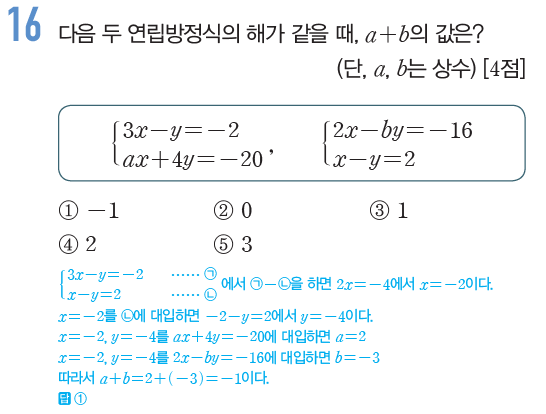 16 다음 두 연립방정식의 해가 같을 때, a+b의 값은?
(단, a, b는 상수) [4점]
{3x-y=-2
ax+4y=-20,
{2x-by=-16
x-y=2
① -1 ② 0 ③ 1
④ 2 ⑤ 3
{3x-y=-2 …… ㉠
x-y=2 …… ㉡
에서 ㉠-㉡을 하면 2x=-4에서 x=-2이다.
x=-2를 ㉡에 대입하면 -2-y=2에서 y=-4이다.
x=-2, y=-4를 ax+4y=-20에 대입하면 a=2
x=-2, y=-4를 2x-by=-16에 대입하면 b=-3
따라서 a+b=2+(-3)=-1이다.
답 ①